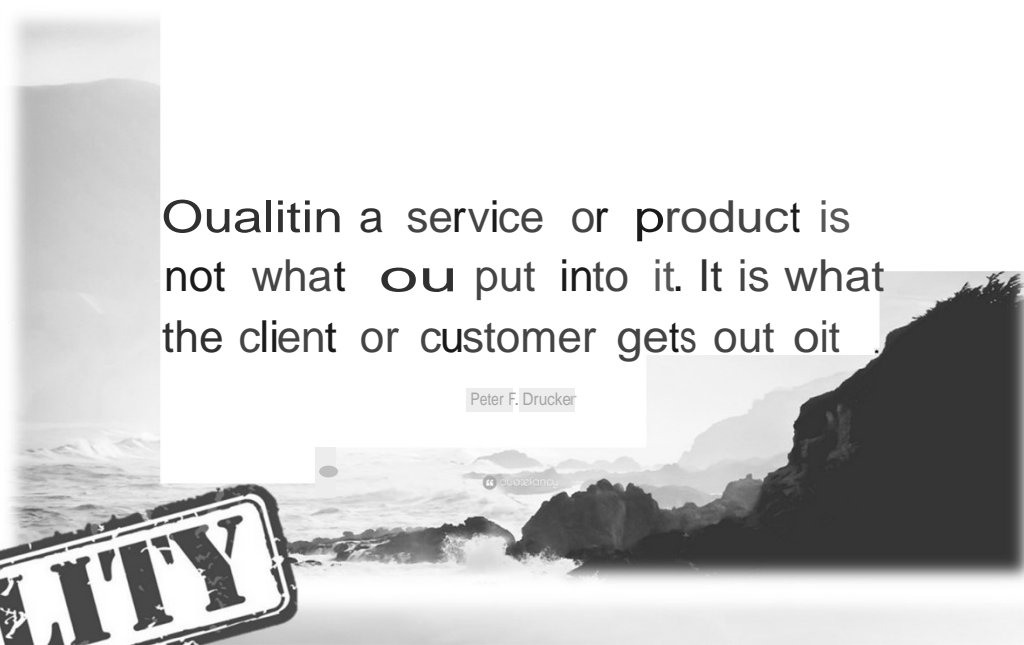 Oualitin a service or product is
not what ou put into it. It is what
the client or customer gets out oit .
Peter F. Drucker
LITY